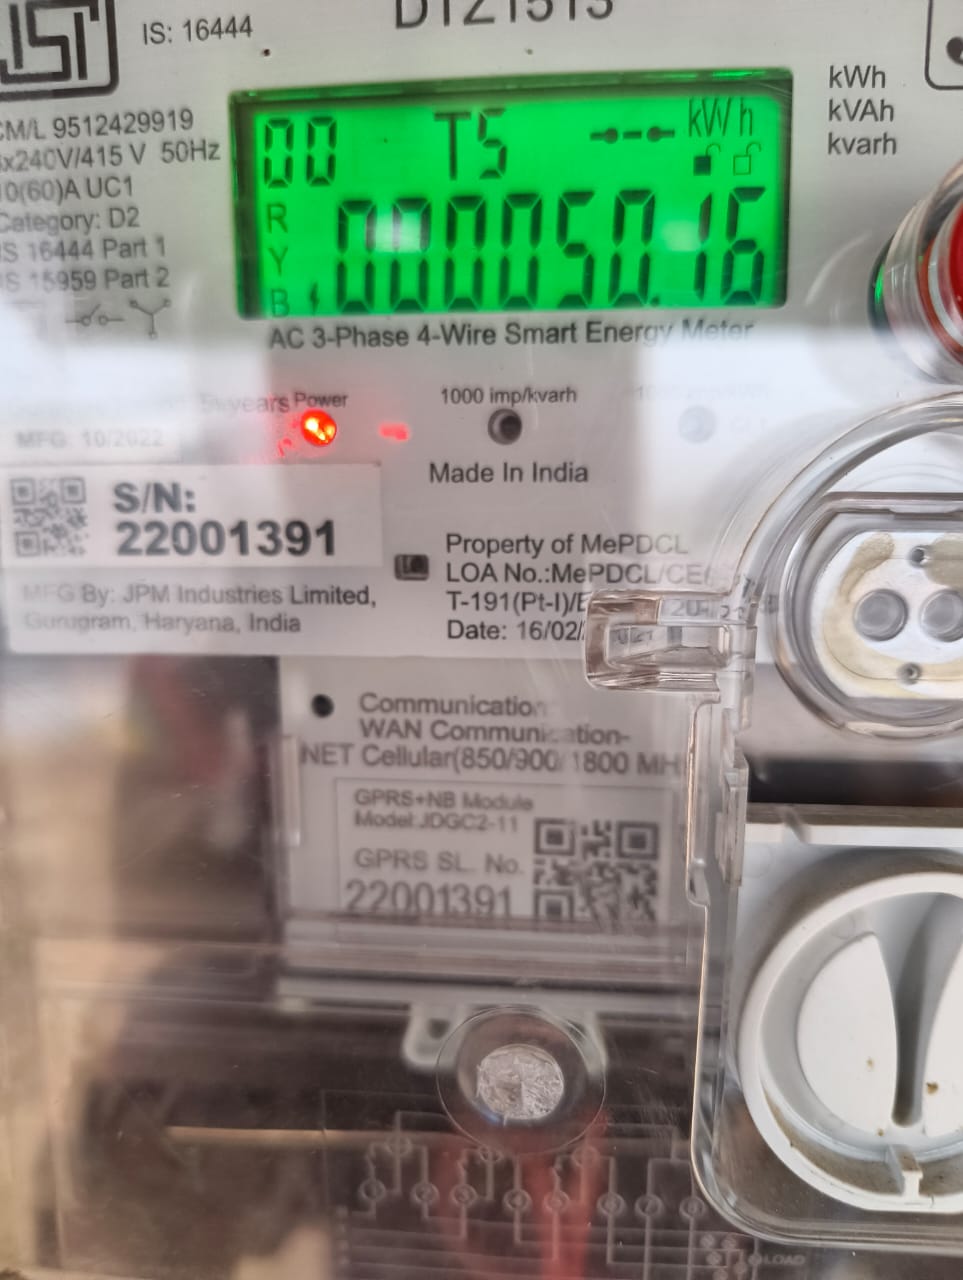 IS: 16444
DTZ1513
kWh
kVAh
kvarh
CM/L 9512429919
x240V/415 V 50Hz
10(60)A UC1
Category: D2
IS 16444 Part 1
IS 15959 Part 2
00 T5 kWh
R
Y
B
000050.16
AC 3-Phase 4-Wire Smart Energy Meter
years Power
1000 imp/kvarh
MFG: 10/2022
Made In India
S/N:
22001391
MFG By: JPM Industries Limited,
Gurugram, Haryana, India
Property of MePDCL
LOA No.:MePDCL/CE/
T-191(Pt-I)/
Date: 16/02/
Communication
WAN Communication-
NET Cellular(850/900/1800 MH
GPRS+NB Module
Model:JDGC2-11
GPRS SL. No.
22001391
LOAD